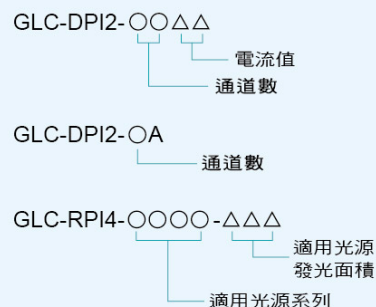 GLC-DPI2-○○△△
電流值
通道數
GLC-DPI2-○A
通道數
GLC-RPI4-○○○○-△△△
適用光源
發光面積
適用光源系列